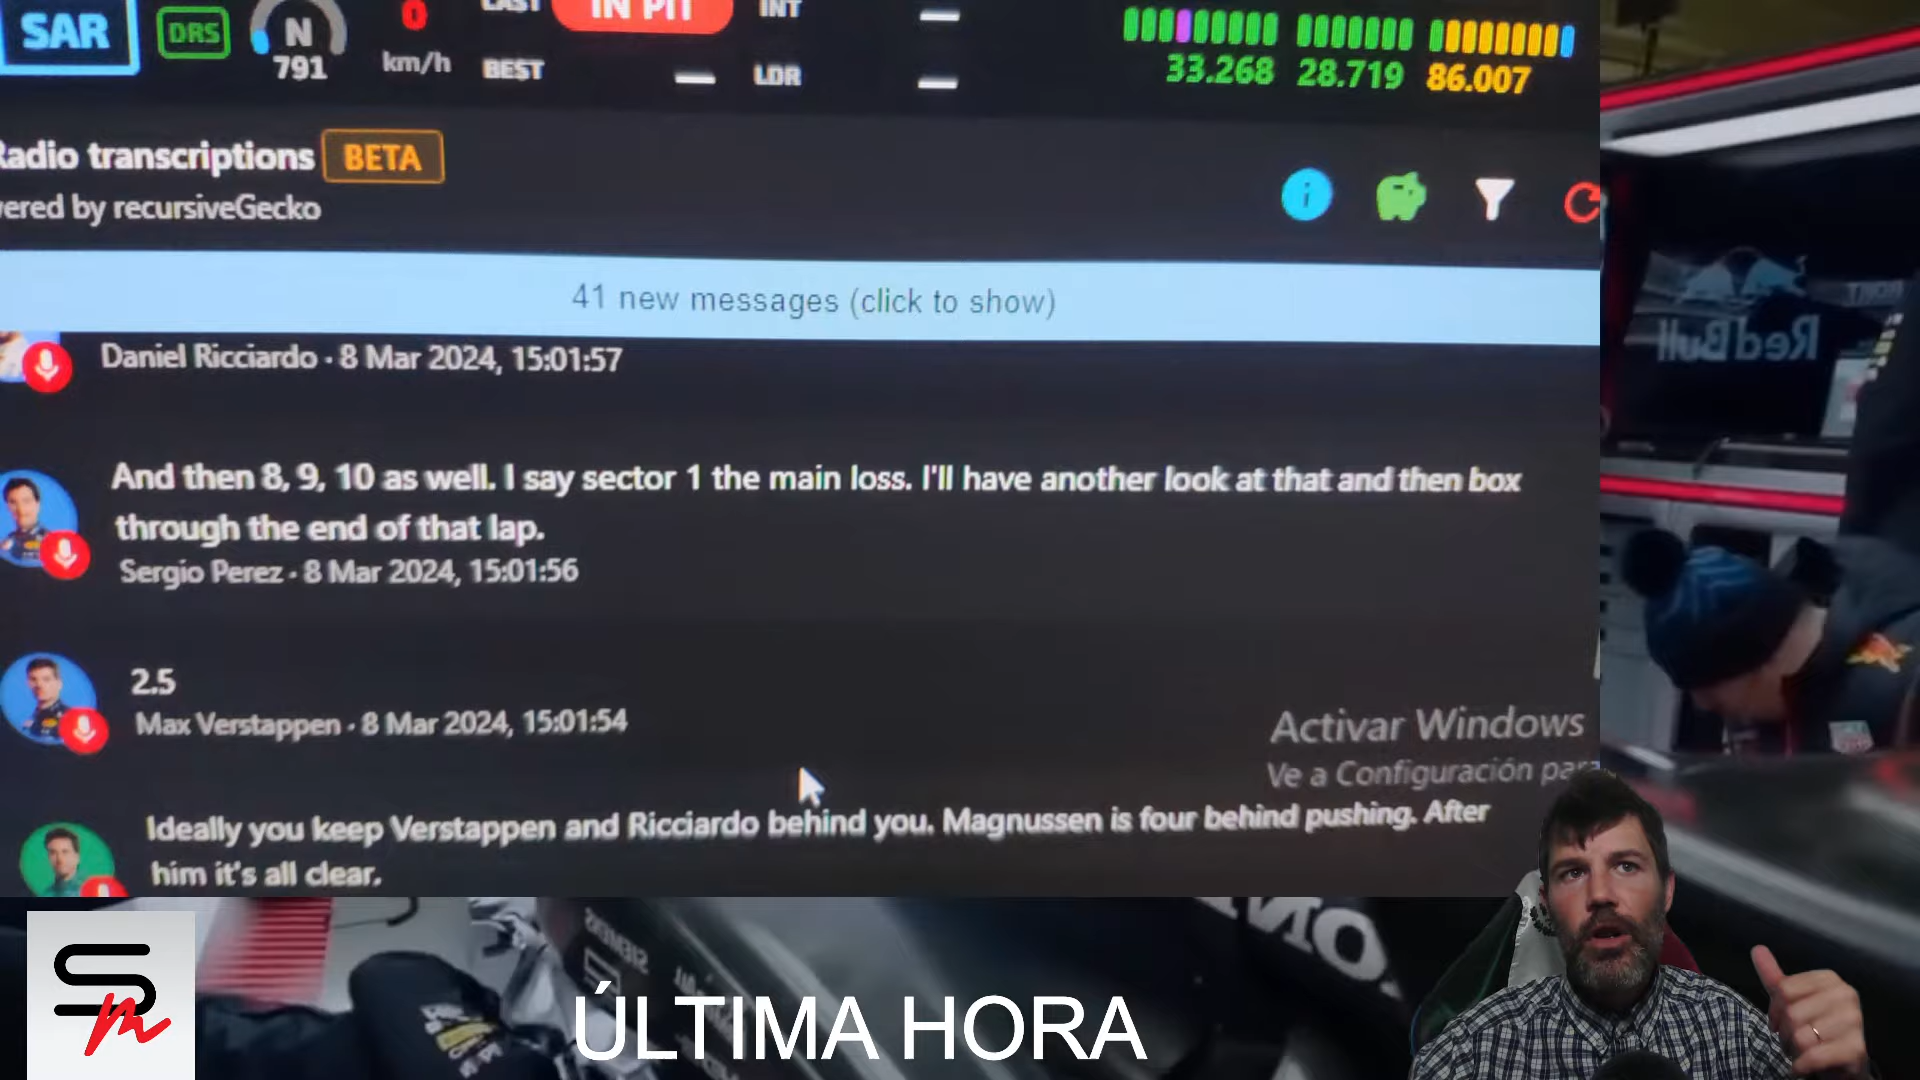 SAR
DRS
N
791
0
km/h
LAST
IN PIT
INT
BEST
LDR
33.268 28.719 86.007
Radio transcriptions BETA
ered by recursiveGecko
41 new messages (click to show)
Daniel Ricciardo · 8 Mar 2024, 15:01:57
And then 8, 9, 10 as well. I say sector 1 the main loss. I'll have another look at that and then box
through the end of that lap.
Sergio Perez · 8 Mar 2024, 15:01:56
2.5
Max Verstappen · 8 Mar 2024, 15:01:54
Activar Windows
Ve a Configuración para
Ideally you keep Verstappen and Ricciardo behind you. Magnussen is four behind pushing. After
him it's all clear.
Red Bull
SIEMENS
Sm
ÚLTIMA HORA